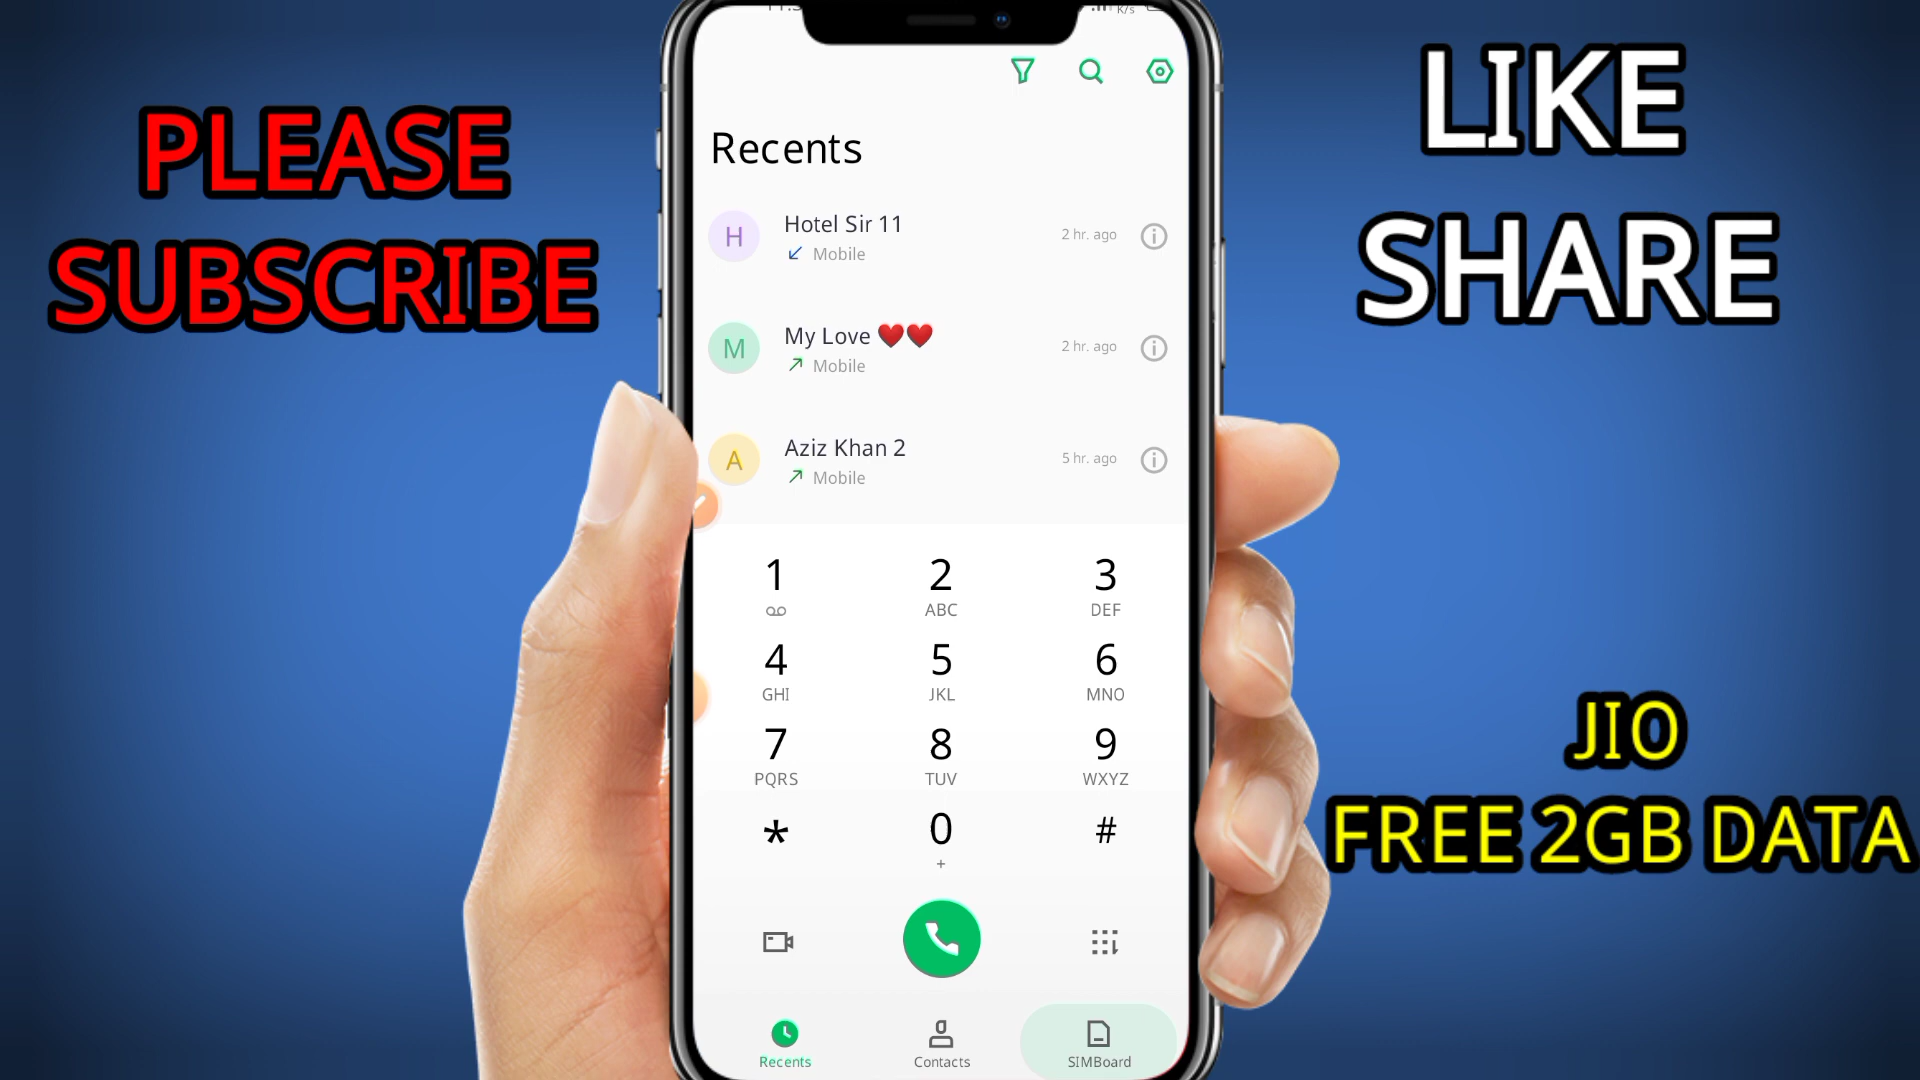 PLEASE
SUBSCRIBE
LIKE
SHARE
K/s
Recents
H
Hotel Sir 11
Mobile
2 hr. ago
M
My Love ❤️❤️
Mobile
2 hr. ago
A
Aziz Khan 2
Mobile
5 hr. ago
1 2 3
ABC DEF
4 5 6
GHI JKL MNO
7 8 9
PQRS TUV WXYZ
* 0 #
+
Recents Contacts SIMBoard
JIO
FREE 2GB DATA